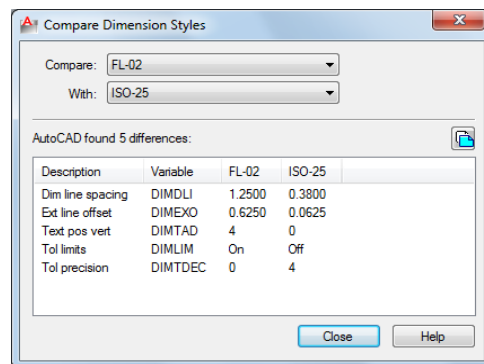 Compare Dimension Styles
Compare: FL-02
With: ISO-25
AutoCAD found 5 differences:
Description Variable FL-02 ISO-25
Dim line spacing DIMDLI 1.2500 0.3800
Ext line offset DIMEXO 0.6250 0.0625
Text pos vert DIMTAD 4 0
Tol limits DIMLIM On Off
Tol precision DIMTDEC 0 4
Close Help